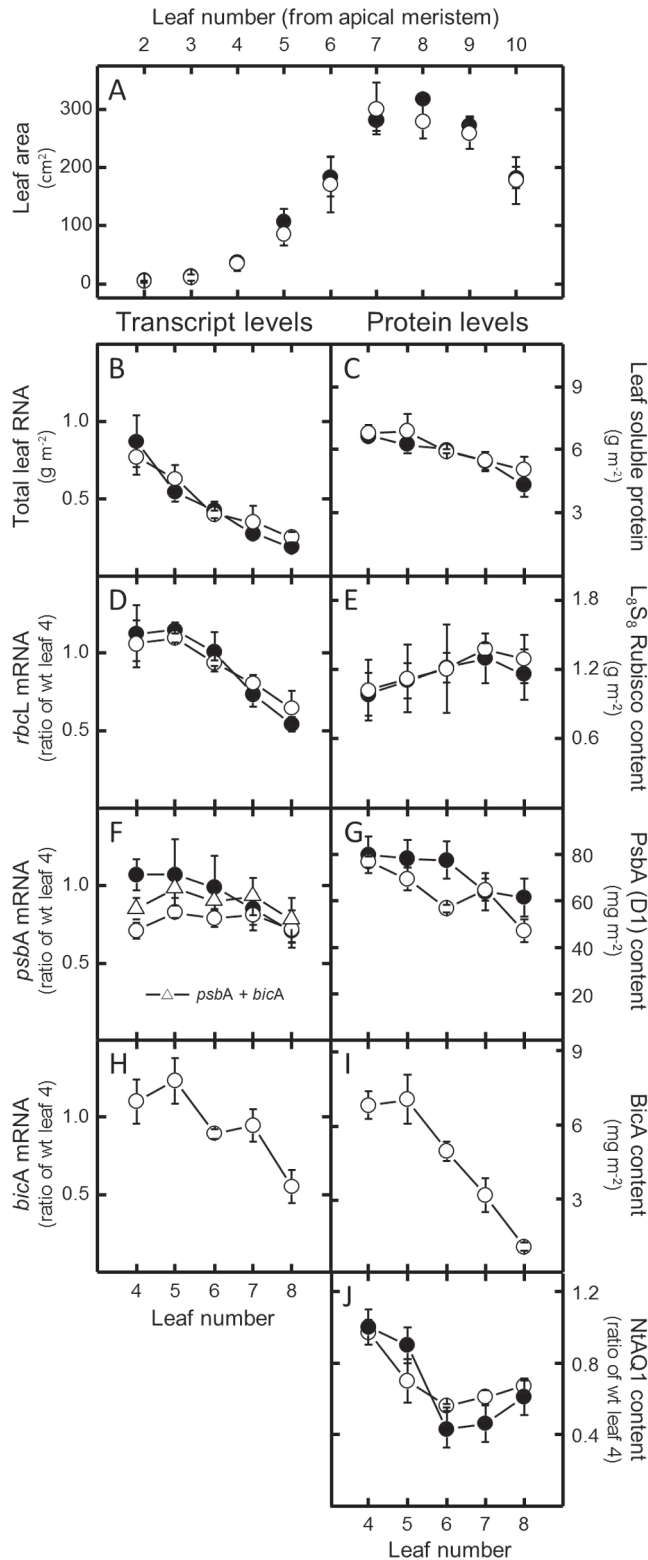 Leaf number (from apical meristem)
2 3 4 5 6 7 8 9 10
A
Leaf area
(cm²)
300
200
100
0
Transcript levels
Protein levels
B
Total leaf RNA
(g m⁻²)
1.0
0.5
C
Leaf soluble protein
(g m⁻²)
9
6
3
D
rbcL mRNA
(ratio of wt leaf 4)
1.0
0.5
E
L₈S₈ Rubisco content
(g m⁻²)
1.8
1.2
0.6
F
psbA mRNA
(ratio of wt leaf 4)
1.0
0.5
psbA + bicA
G
PsbA (D1) content
(mg m⁻²)
80
60
40
20
H
bicA mRNA
(ratio of wt leaf 4)
1.0
0.5
4 5 6 7 8
Leaf number
I
BicA content
(mg m⁻²)
9
6
3
J
NtAQ1 content
(ratio of wt leaf 4)
1.2
0.8
0.4
4 5 6 7 8
Leaf number